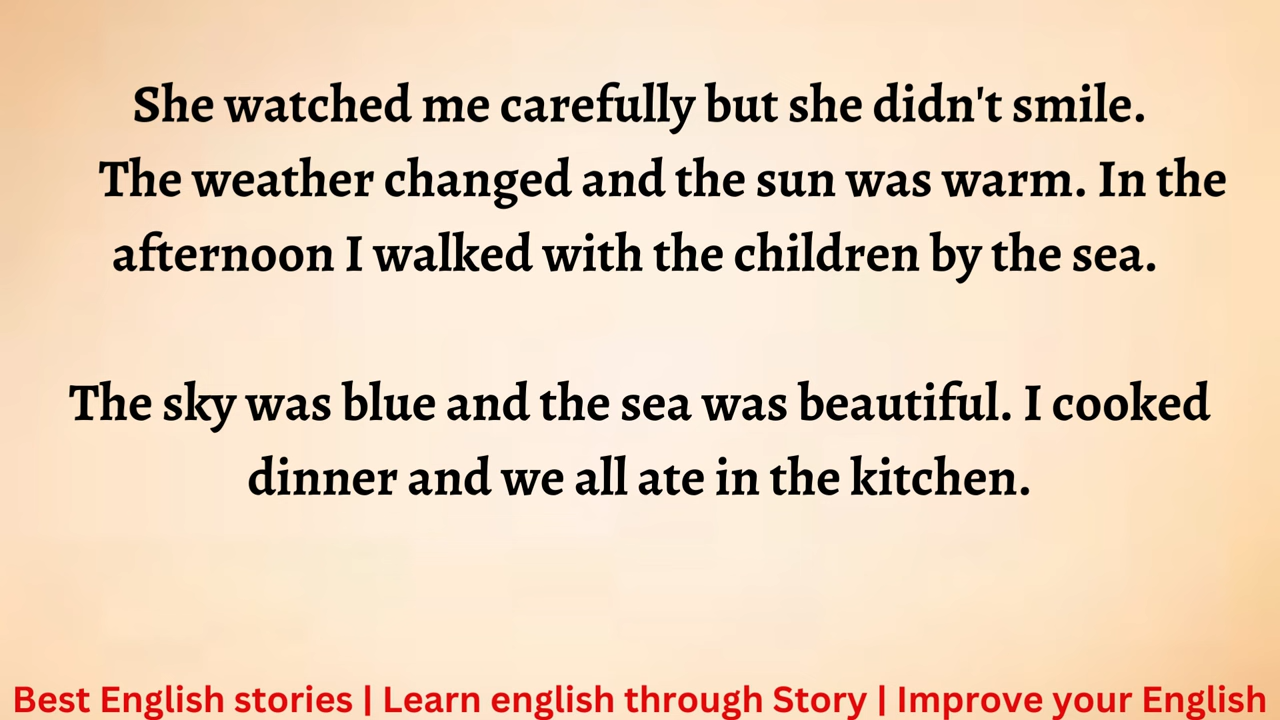 She watched me carefully but she didn't smile.
The weather changed and the sun was warm. In the
afternoon I walked with the children by the sea.
The sky was blue and the sea was beautiful. I cooked
dinner and we all ate in the kitchen.
Best English stories | Learn english through Story | Improve your English